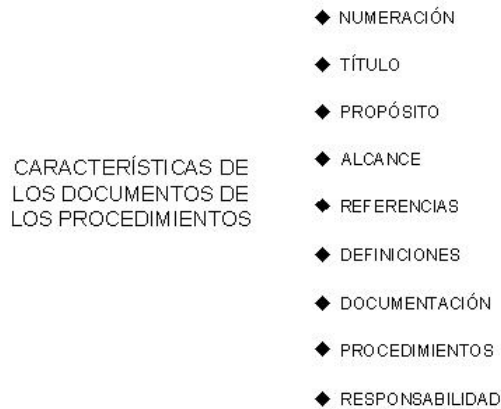 CARACTERÍSTICAS DE
LOS DOCUMENTOS DE
LOS PROCEDIMIENTOS
◆ NUMERACIÓN
◆ TÍTULO
◆ PROPÓSITO
◆ ALCANCE
◆ REFERENCIAS
◆ DEFINICIONES
◆ DOCUMENTACIÓN
◆ PROCEDIMIENTOS
◆ RESPONSABILIDAD